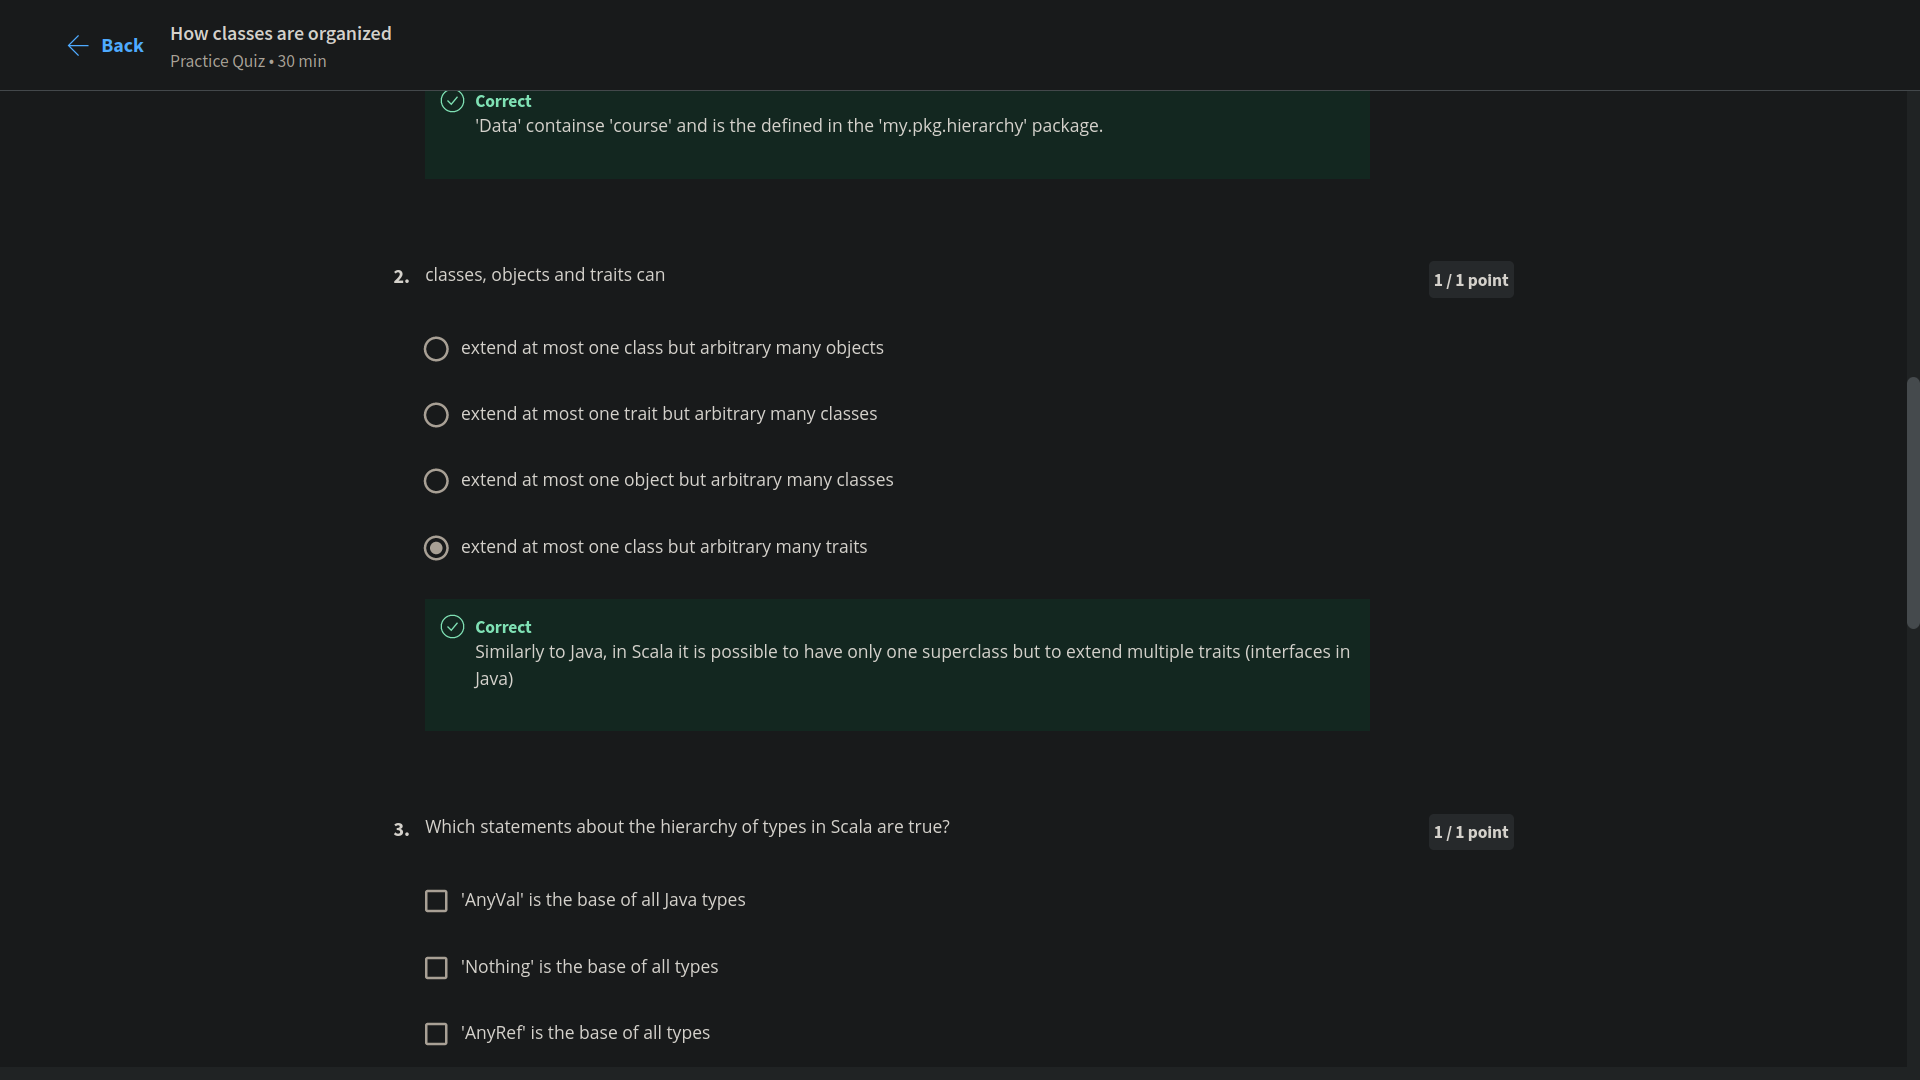 Back
How classes are organized
Practice Quiz • 30 min
Correct
'Data' containse 'course' and is the defined in the 'my.pkg.hierarchy' package.
2.
classes, objects and traits can
1 / 1 point
extend at most one class but arbitrary many objects
extend at most one trait but arbitrary many classes
extend at most one object but arbitrary many classes
extend at most one class but arbitrary many traits
Correct
Similarly to Java, in Scala it is possible to have only one superclass but to extend multiple traits (interfaces in
Java)
3.
Which statements about the hierarchy of types in Scala are true?
1 / 1 point
'AnyVal' is the base of all Java types
'Nothing' is the base of all types
'AnyRef' is the base of all types